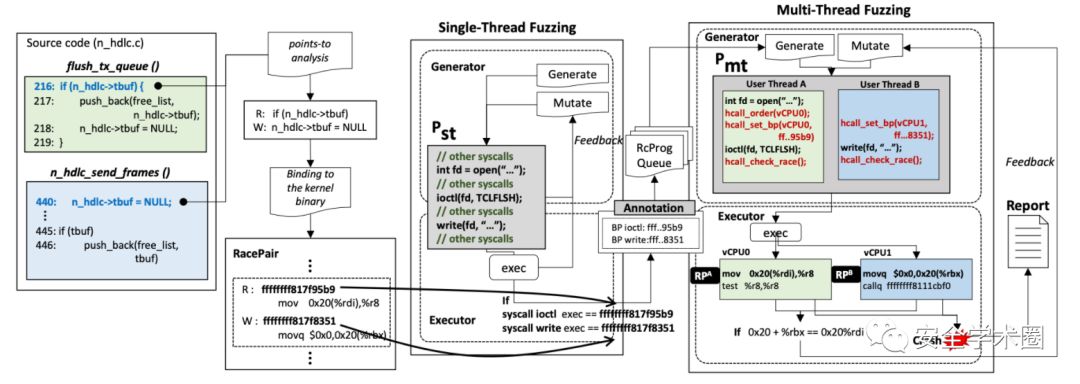 Source code (n_hdlc.c)
flush_tx_queue ()
216: if (n_hdlc->tbuf) {
217: push_back(free_list,
n_hdlc->tbuf);
218: n_hdlc->tbuf = NULL;
219: }
n_hdlc_send_frames ()
440: n_hdlc->tbuf = NULL;
⋮
445: if (tbuf)
446: push_back(free_list,
tbuf)
points-to
analysis
R: if (n_hdlc->tbuf)
W: n_hdlc->tbuf = NULL
Binding to
the kernel
binary
RacePair
R : ffffffff817f95b9
mov 0x20(%rdi),%r8
W : ffffffff817f8351
movq $0x0,0x20(%rbx)
Single-Thread Fuzzing
Generator
Generate
Mutate
Pst
// other syscalls
int fd = open("...");
// other syscalls
ioctl(fd, TCLFLSH);
// other syscalls
write(fd, "...");
// other syscalls
Feedback
exec
Executor
If
syscall ioctl exec == ffffffff817f95b9
syscall write exec == ffffffff817f8351
RcProg
Queue
Annotation
BP ioctl: fff..95b9
BP write:fff..8351
Multi-Thread Fuzzing
Generator
Generate
Mutate
Pmt
User Thread A
int fd = open("...");
hcall_order(vCPU0);
hcall_set_bp(vCPU0,
ff..95b9)
ioctl(fd, TCLFLSH);
hcall_check_race();
User Thread B
hcall_set_bp(vCPU1,
ff...8351);
write(fd, "...");
hcall_check_race();
Executor
exec
vCPU0
vCPU1
RPA
mov 0x20(%rdi),%r8
test %r8,%r8
RPB
movq $0x0,0x20(%rbx)
callq ffffffff8111cbf0
If 0x20 + %rbx == 0x20%rdi
Crash
Feedback
Report
安全学术圈